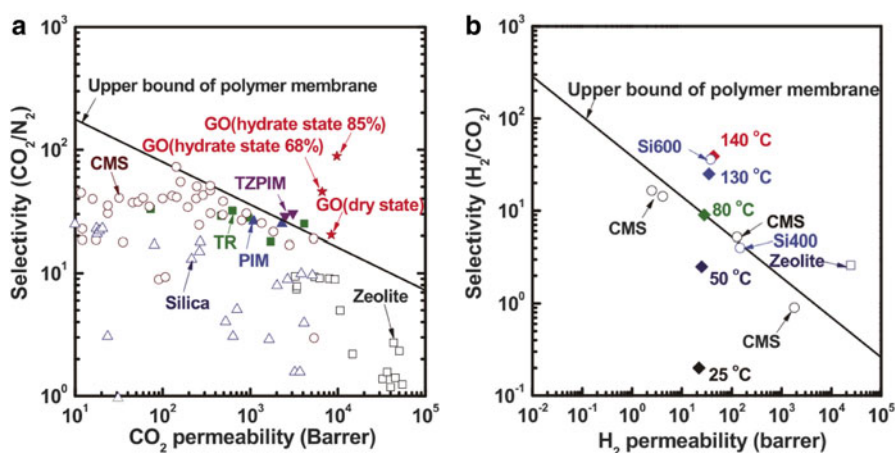 a
Selectivity (CO₂/N₂)
10³
10²
10¹
10⁰
Upper bound of polymer membrane
GO(hydrate state 85%)
GO(hydrate state 68%)
CMS
TZPIM
GO(dry state)
TR
PIM
Silica
Zeolite
10¹ 10² 10³ 10⁴ 10⁵
CO₂ permeability (Barrer)
b
Selectivity (H₂/CO₂)
10³
10²
10¹
10⁰
10⁻¹
Upper bound of polymer membrane
Si600
140 °C
130 °C
80 °C
CMS
CMS
Si400
Zeolite
50 °C
CMS
25 °C
10⁻² 10⁻¹ 10⁰ 10¹ 10² 10³ 10⁴ 10⁵
H₂ permeability (barrer)